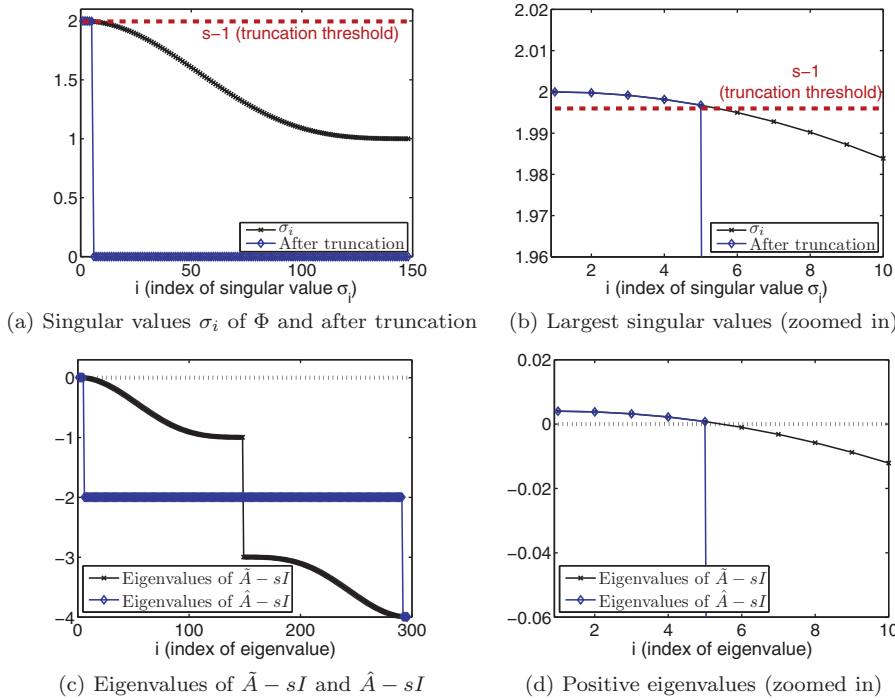 2
1.5
1
0.5
0
0
50
100
150
s−1 (truncation threshold)
σi
After truncation
i (index of singular value σi)
(a) Singular values σi of Φ and after truncation
2.02
2.01
2
1.99
1.98
1.97
1.96
2
4
6
8
10
s−1
(truncation threshold)
σi
After truncation
i (index of singular value σi)
(b) Largest singular values (zoomed in)
0
−1
−2
−3
−4
0
100
200
300
Eigenvalues of Ã − sI
Eigenvalues of Â − sI
i (index of eigenvalue)
(c) Eigenvalues of Ã − sI and Â − sI
0.02
0
−0.02
−0.04
−0.06
2
4
6
8
10
Eigenvalues of Ã − sI
Eigenvalues of Â − sI
i (index of eigenvalue)
(d) Positive eigenvalues (zoomed in)